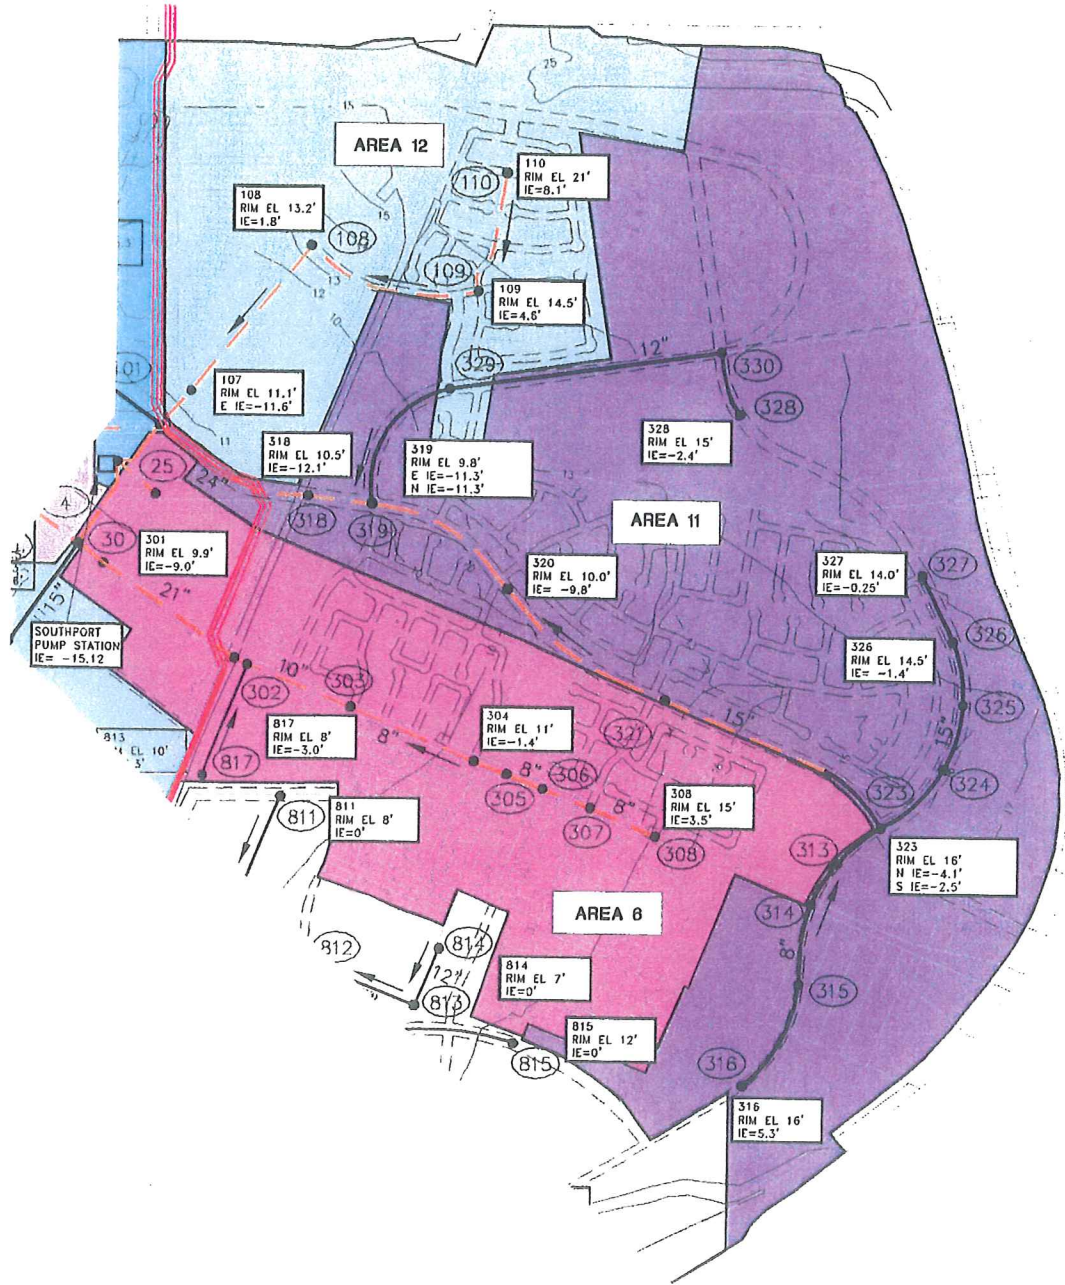 25
15
AREA 12
110
110
RIM EL 21'
IE=8.1'
108
RIM EL 13.2'
IE=1.8'
15
108
13
12
109
109
RIM EL 14.5'
IE=4.6'
10
12"
329
330
107
RIM EL 11.1'
E IE=-11.6'
11
328
328
RIM EL 15'
IE=-2.4'
318
RIM EL 10.5'
IE=-12.1'
319
RIM EL 9.8'
E IE=-11.3'
N IE=-11.3'
13
25
24"
4
318
319
AREA 11
30
301
RIM EL 9.9'
IE=-9.0'
320
RIM EL 10.0'
IE= -9.8'
327
RIM EL 14.0'
IE=-0.25'
327
21"
15"
SOUTHPORT
PUMP STATION
IE= -15.12
326
326
RIM EL 14.5'
IE= -1.4'
10"
303
302
325
817
RIM EL 8'
IE=-3.0'
304
RIM EL 11'
IE=-1.4'
321
15"
15"
8"
813
EL 10'
817
8"
306
305
324
323
811
811
RIM EL 8'
IE=0'
307
8"
308
RIM EL 15'
IE=3.5'
308
313
323
RIM EL 16'
N IE=-4.1'
S IE=-2.5'
17
AREA 6
314
812
814
12"
814
RIM EL 7'
IE=0'
8"
315
813
815
RIM EL 12'
IE=0'
815
316
316
RIM EL 16'
IE=5.3'